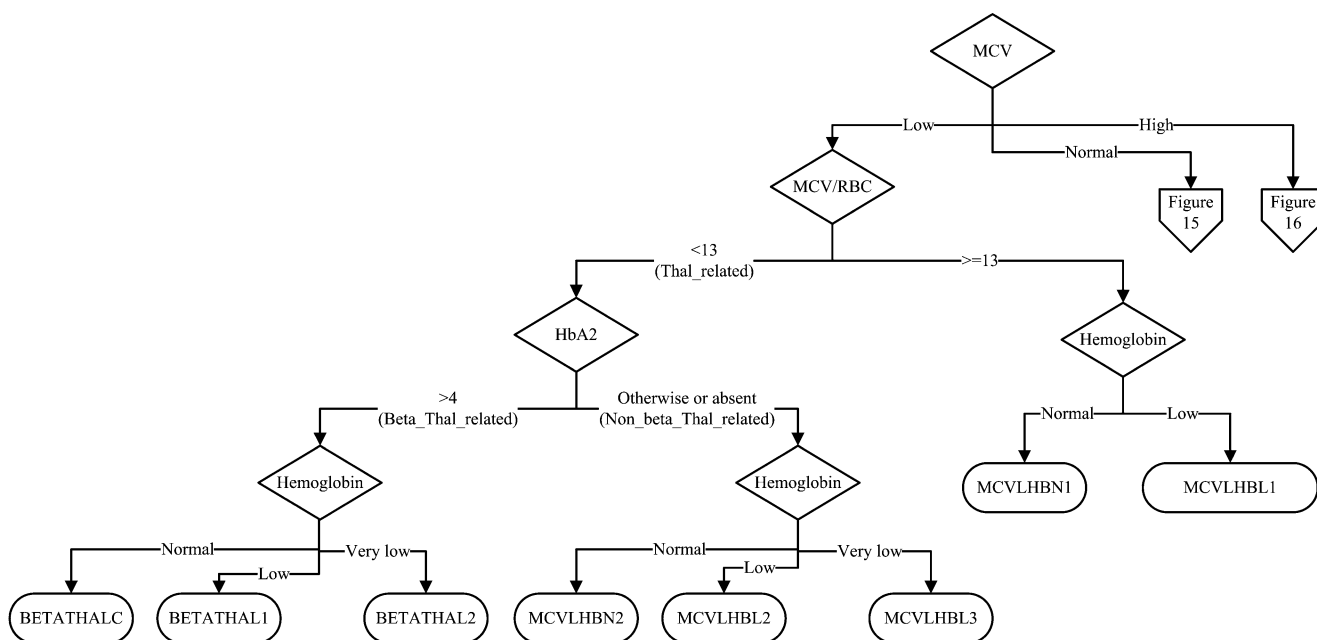 MCV
Low
High
Normal
MCV/RBC
Figure
15
Figure
16
<13
(Thal_related)
>=13
HbA2
Hemoglobin
>4
(Beta_Thal_related)
Otherwise or absent
(Non_beta_Thal_related)
Normal
Low
Hemoglobin
Hemoglobin
MCVLHBN1
MCVLHBL1
Normal
Very low
Low
Normal
Very low
Low
BETATHALC
BETATHAL1
BETATHAL2
MCVLHBN2
MCVLHBL2
MCVLHBL3